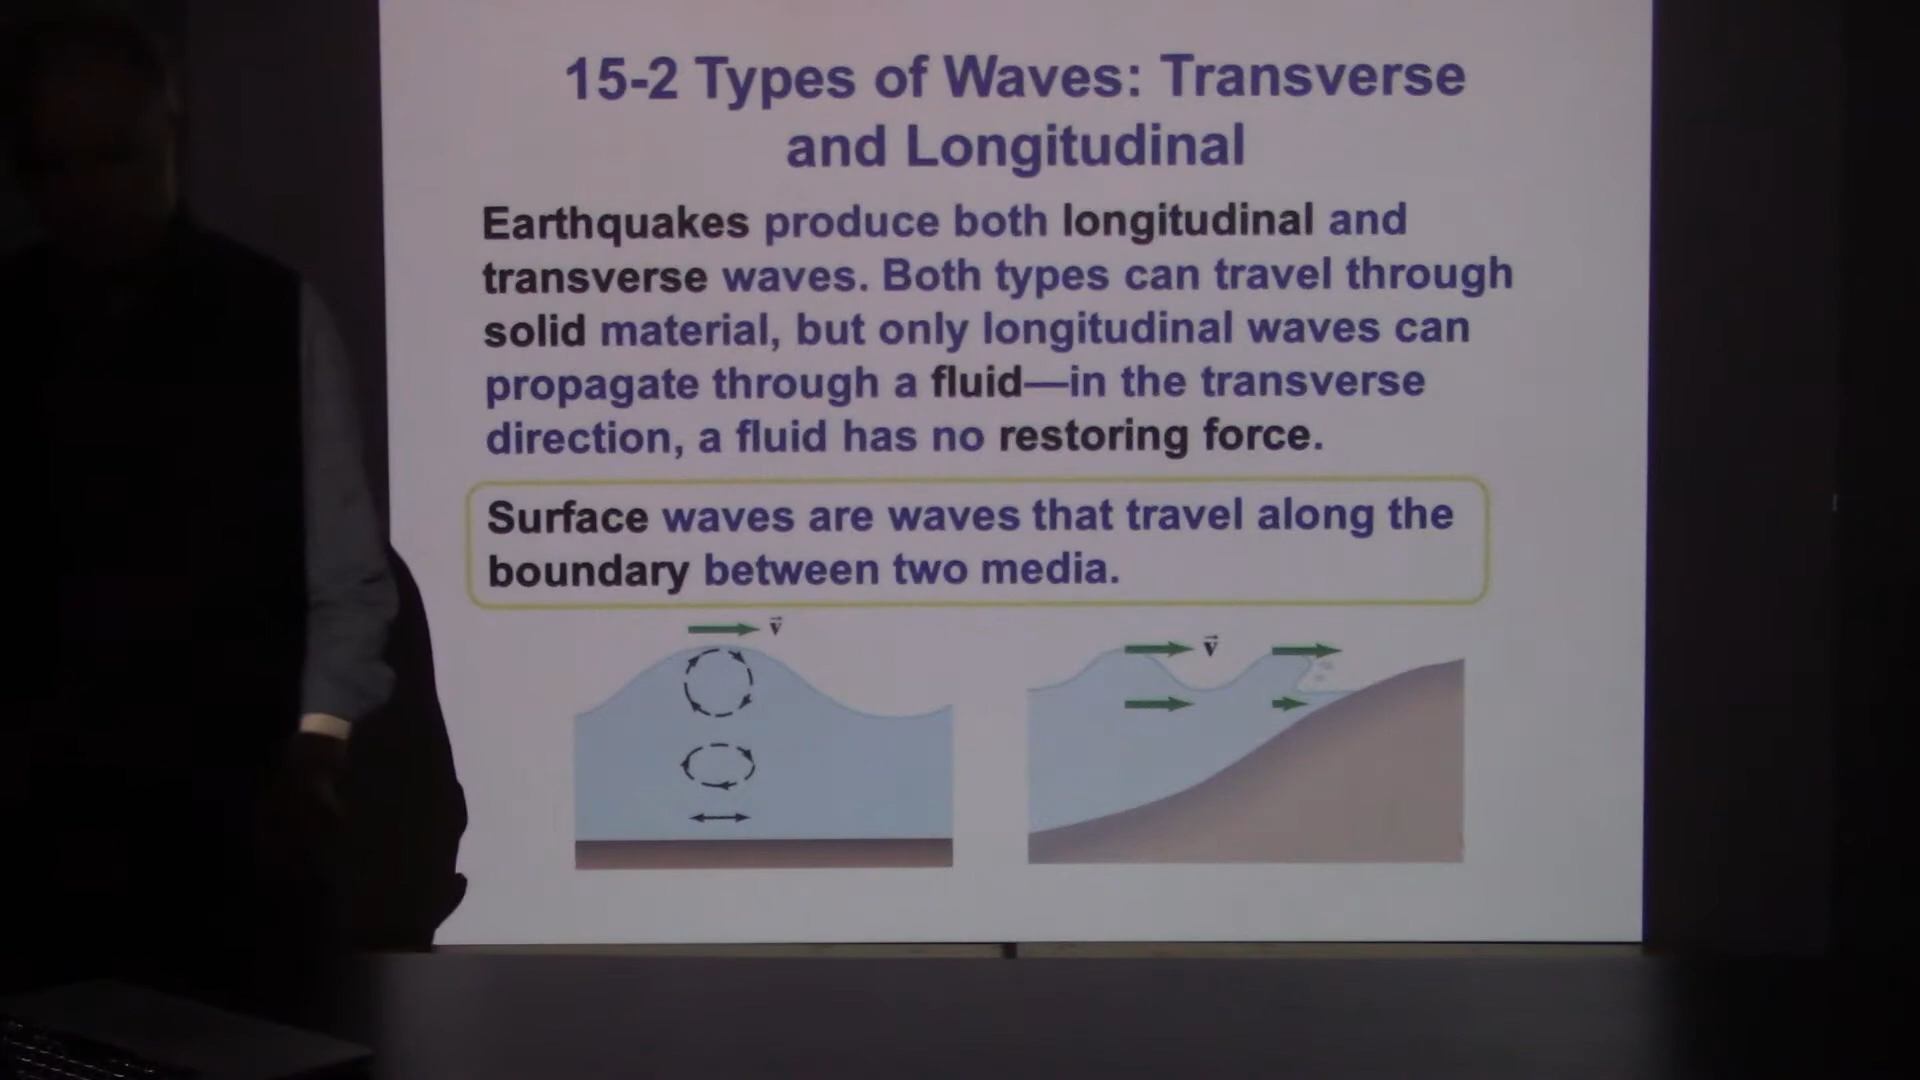 15-2 Types of Waves: Transverse
and Longitudinal
Earthquakes produce both longitudinal and
transverse waves. Both types can travel through
solid material, but only longitudinal waves can
propagate through a fluid—in the transverse
direction, a fluid has no restoring force.
Surface waves are waves that travel along the
boundary between two media.
v⃗
v⃗